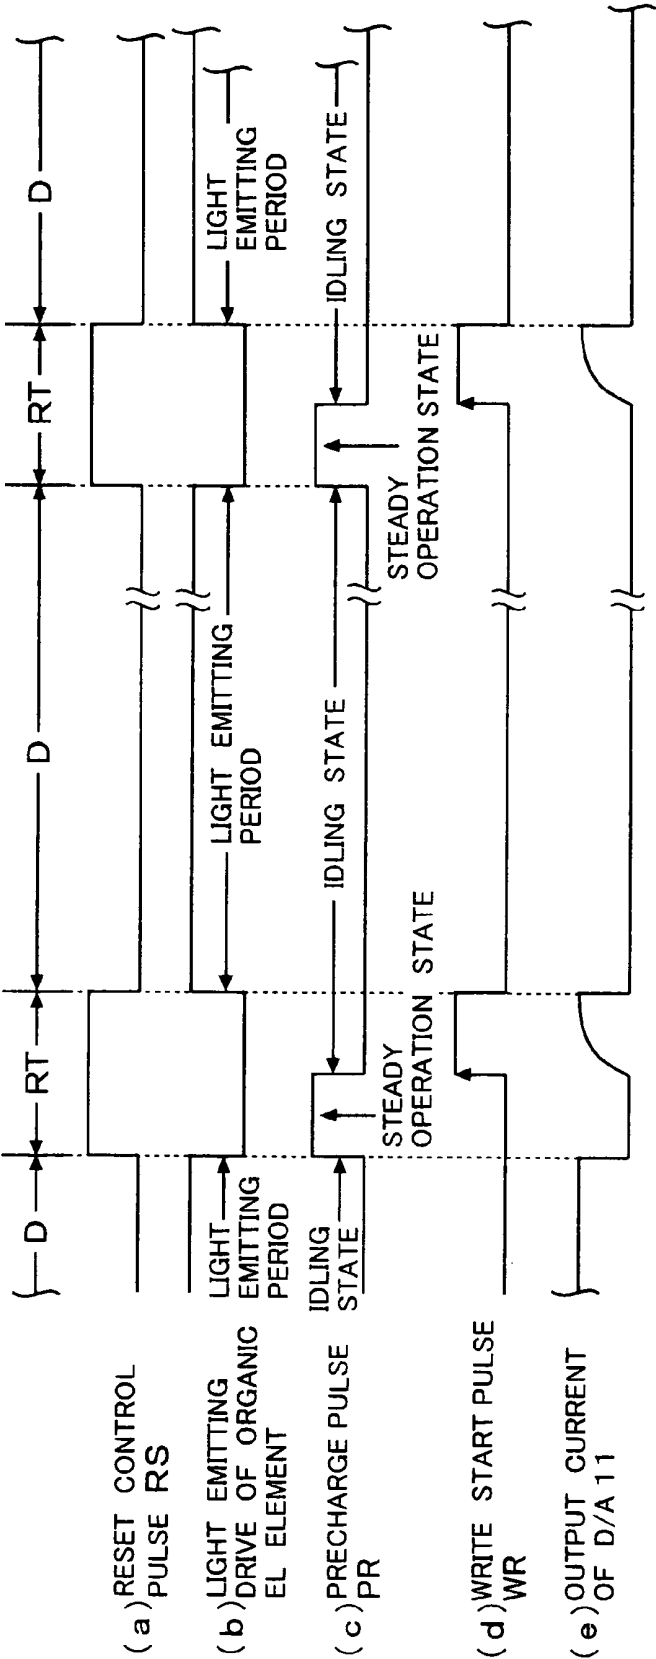 D
RT
D
RT
D
(a) RESET CONTROL
PULSE RS
(b) LIGHT EMITTING
DRIVE OF ORGANIC
EL ELEMENT
LIGHT
EMITTING
PERIOD
LIGHT EMITTING
PERIOD
LIGHT
EMITTING
PERIOD
(c) PRECHARGE PULSE
PR
IDLING
STATE
STEADY
OPERATION STATE
IDLING STATE
STEADY
OPERATION STATE
IDLING STATE
(d) WRITE START PULSE
WR
(e) OUTPUT CURRENT
OF D/A 11